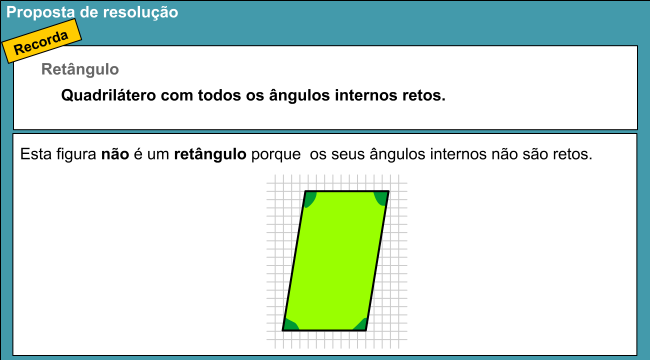 Proposta de resolução
Recorda
Retângulo
Quadrilátero com todos os ângulos internos retos.
Esta figura não é um retângulo porque os seus ângulos internos não são retos.